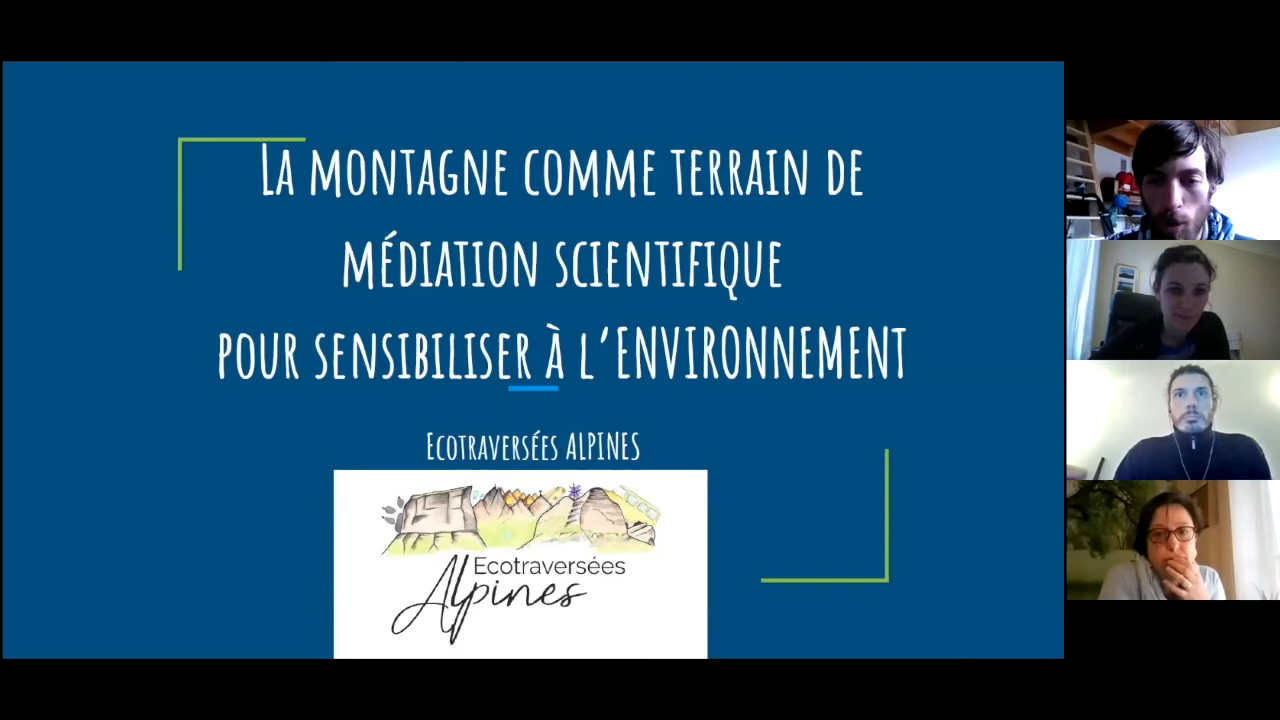 La montagne comme terrain de
médiation scientifique
pour sensibiliser à l'ENVIRONNEMENT
Ecotraversées ALPINES
Ecotraversées
Alpines